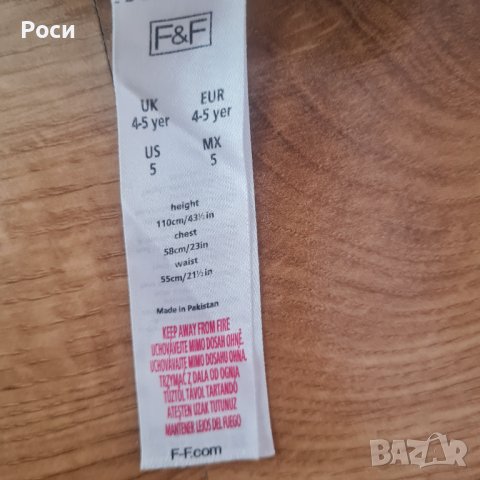 Роси
F&F
UK EUR
4-5 yer 4-5 yer
US MX
5 5
height
110cm/43½in
chest
58cm/23in
waist
55cm/21½in
Made in Pakistan
KEEP AWAY FROM FIRE
UCHOVÁVEJTE MIMO DOSAH OHNĚ.
UCHOVÁVAJTE MIMO DOSAHU OHŇA.
TRZYMAĆ Z DALA OD OGNIA
TŰZTŐL TÁVOL TARTANDÓ
ATEŞTEN UZAK TUTUNUZ
MANTENER LEJOS DEL FUEGO
F-F.com
BAZAR